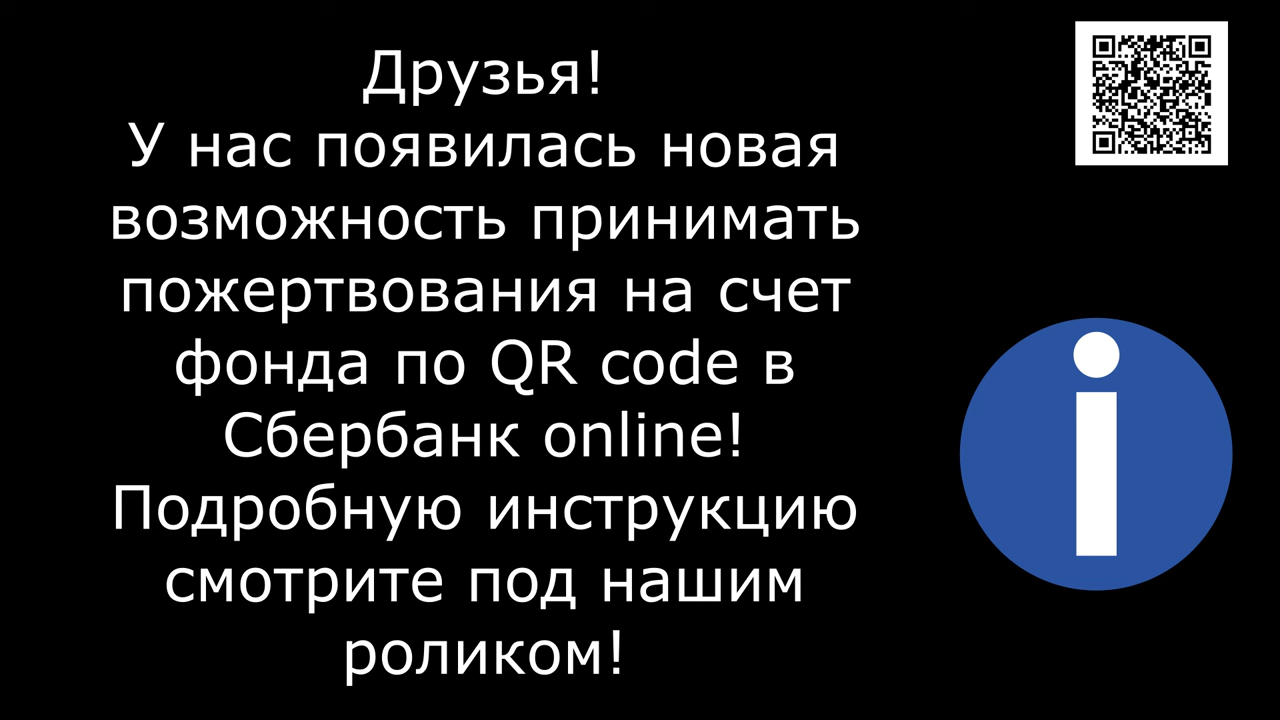 Друзья!
У нас появилась новая
возможность принимать
пожертвования на счет
фонда по QR code в
Сбербанк online!
Подробную инструкцию
смотрите под нашим
роликом!
i